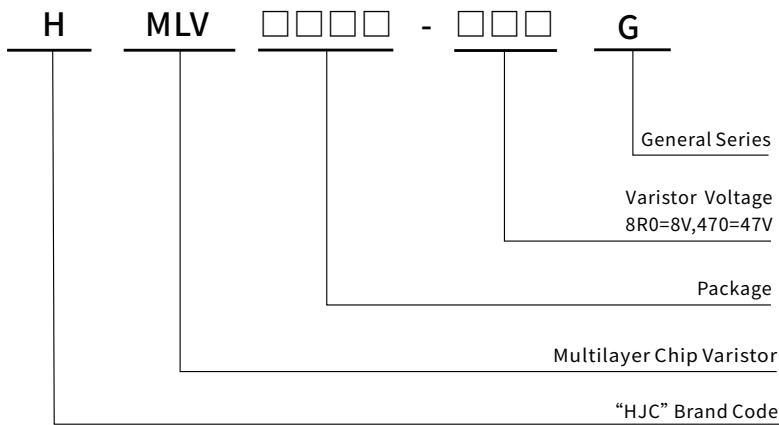 H MLV □□□□ - □□□ G
General Series
Varistor Voltage
8R0=8V,470=47V
Package
Multilayer Chip Varistor
“HJC” Brand Code